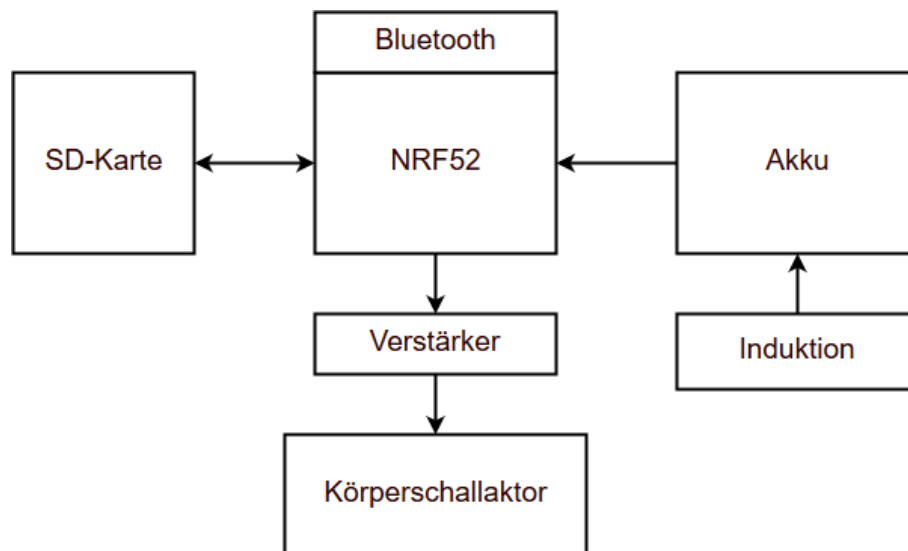 Bluetooth
SD-Karte
NRF52
Akku
Verstärker
Induktion
Körperschallaktor